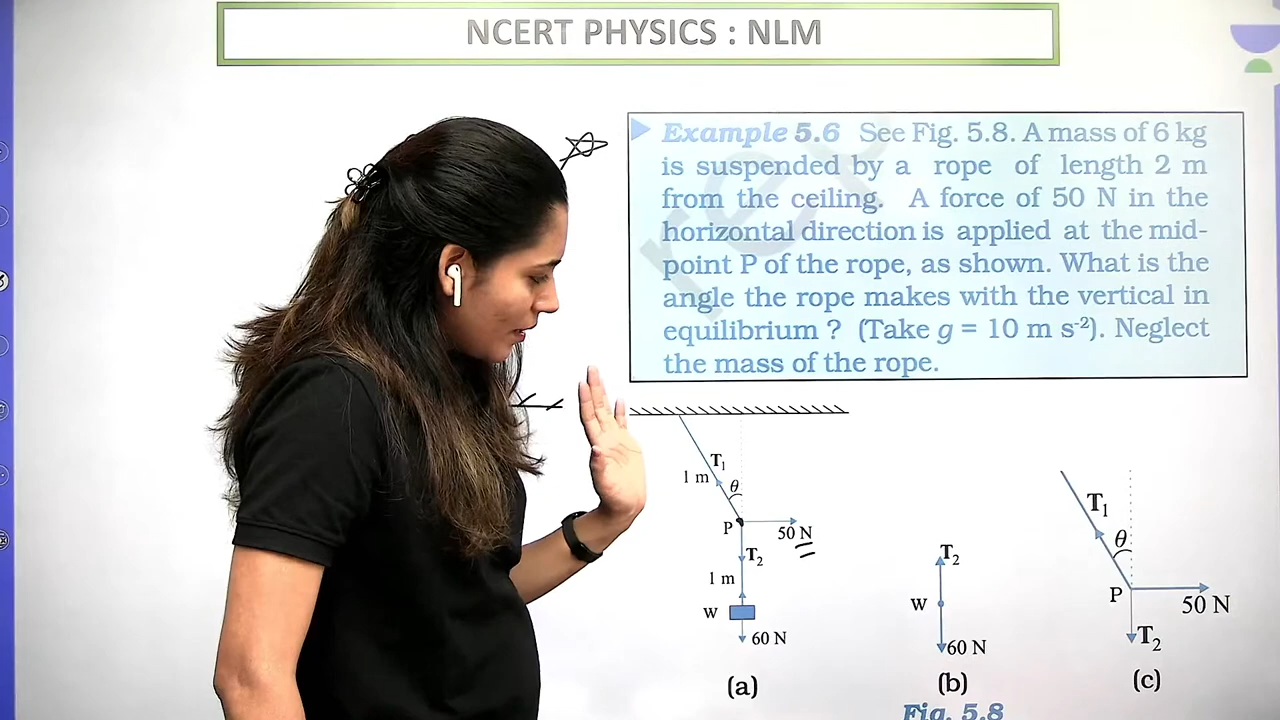 NCERT PHYSICS : NLM
Example 5.6 See Fig. 5.8. A mass of 6 kg
is suspended by a rope of length 2 m
from the ceiling. A force of 50 N in the
horizontal direction is applied at the mid-
point P of the rope, as shown. What is the
angle the rope makes with the vertical in
equilibrium ? (Take g = 10 m s⁻²). Neglect
the mass of the rope.
T₁
1 m
θ
P
50 N
T₂
1 m
W
60 N
(a)
T₂
W
60 N
(b)
T₁
θ
P
50 N
T₂
(c)
Fig. 5.8